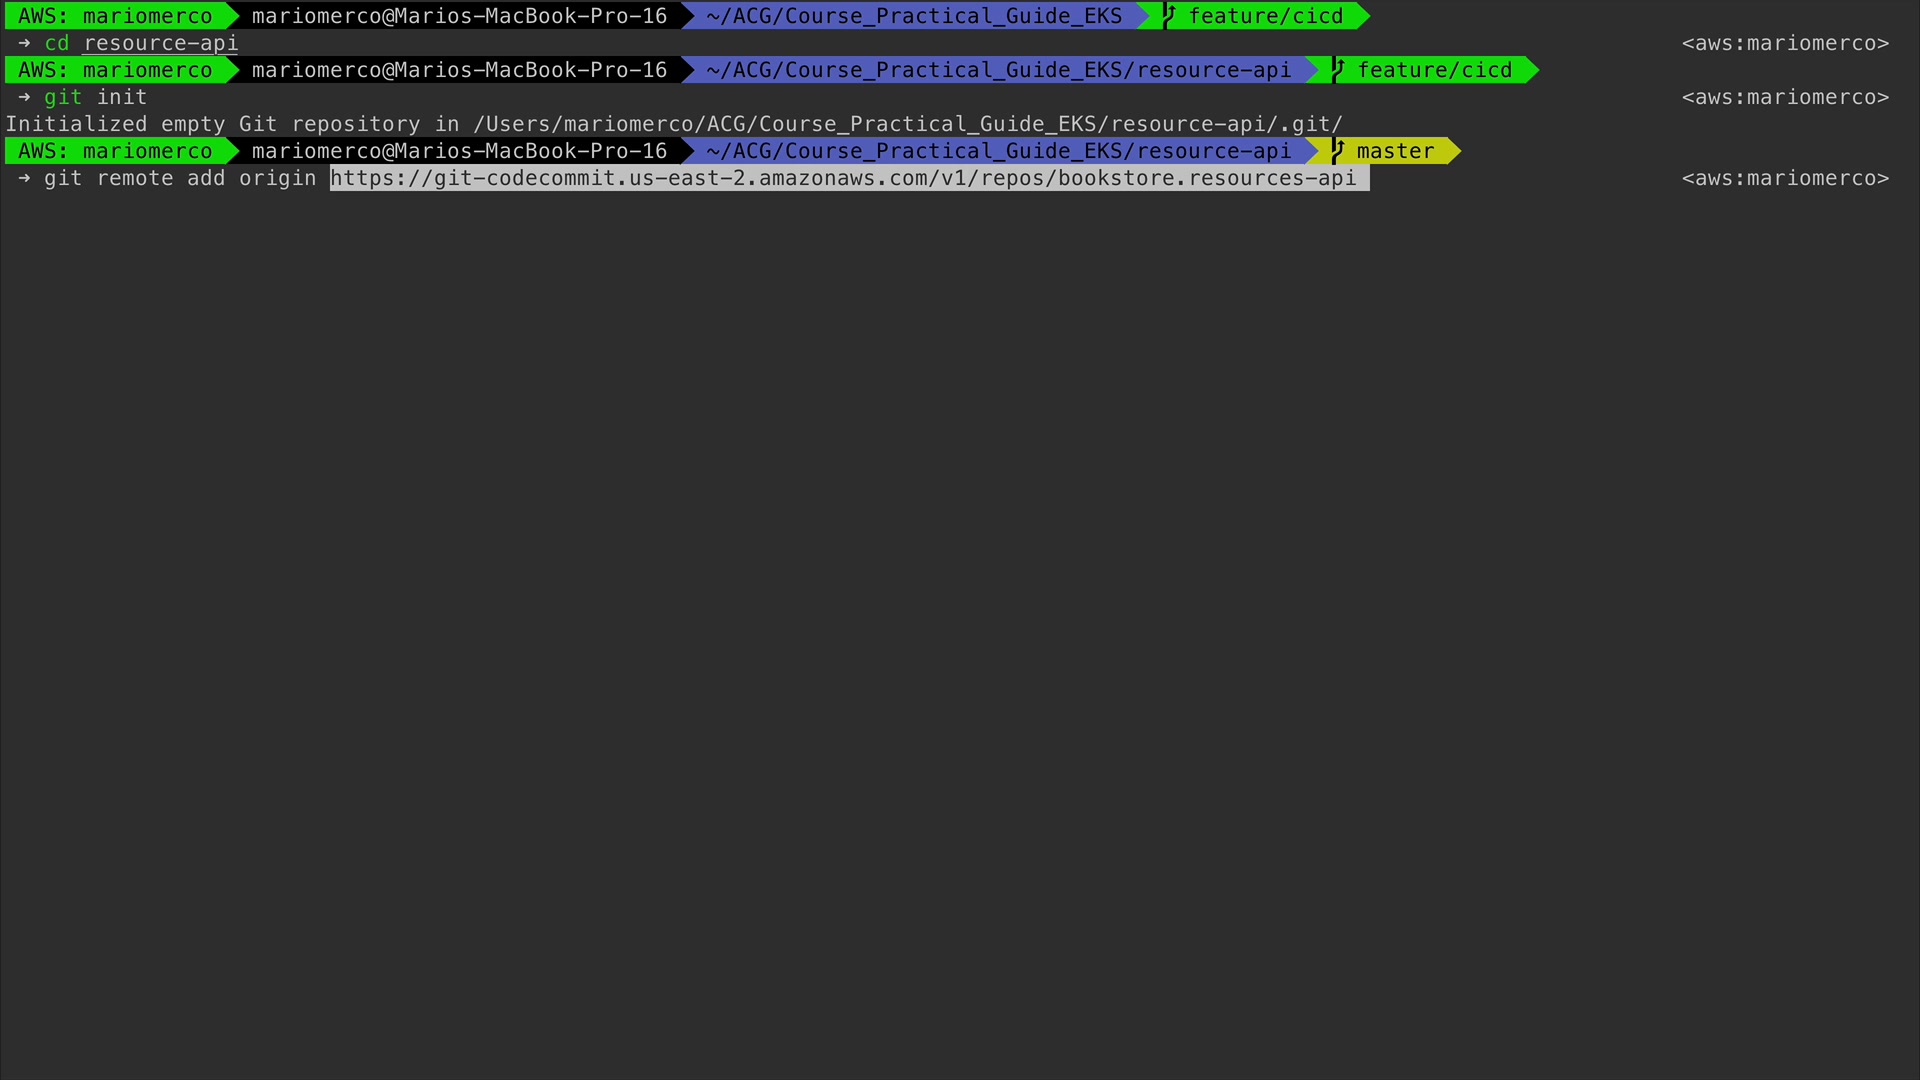 AWS: mariomerco mariomerco@Marios-MacBook-Pro-16 ~/ACG/Course_Practical_Guide_EKS feature/cicd
→ cd resource-api <aws:mariomerco>
AWS: mariomerco mariomerco@Marios-MacBook-Pro-16 ~/ACG/Course_Practical_Guide_EKS/resource-api feature/cicd
→ git init <aws:mariomerco>
Initialized empty Git repository in /Users/mariomerco/ACG/Course_Practical_Guide_EKS/resource-api/.git/
AWS: mariomerco mariomerco@Marios-MacBook-Pro-16 ~/ACG/Course_Practical_Guide_EKS/resource-api master
→ git remote add origin https://git-codecommit.us-east-2.amazonaws.com/v1/repos/bookstore.resources-api <aws:mariomerco>